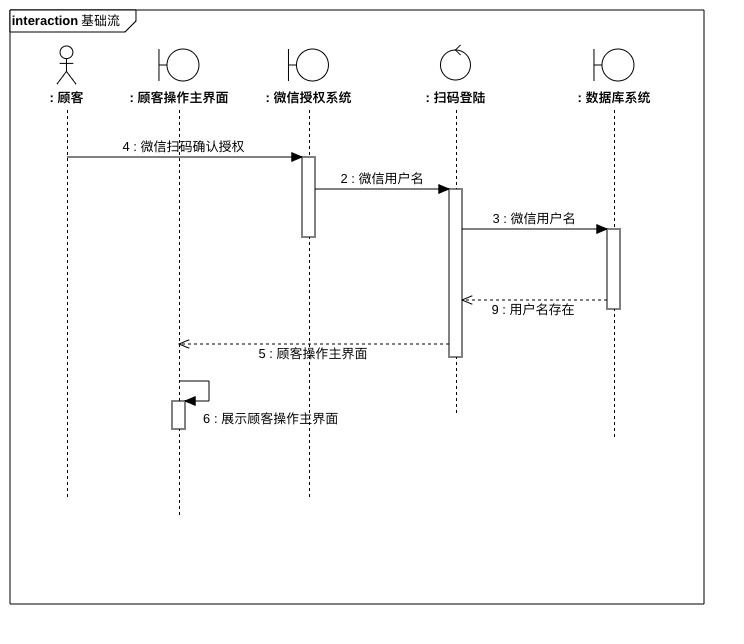 interaction 基础流
: 顾客
: 顾客操作主界面
: 微信授权系统
: 扫码登陆
: 数据库系统
4 : 微信扫码确认授权
2 : 微信用户名
3 : 微信用户名
9 : 用户名存在
5 : 顾客操作主界面
6 : 展示顾客操作主界面